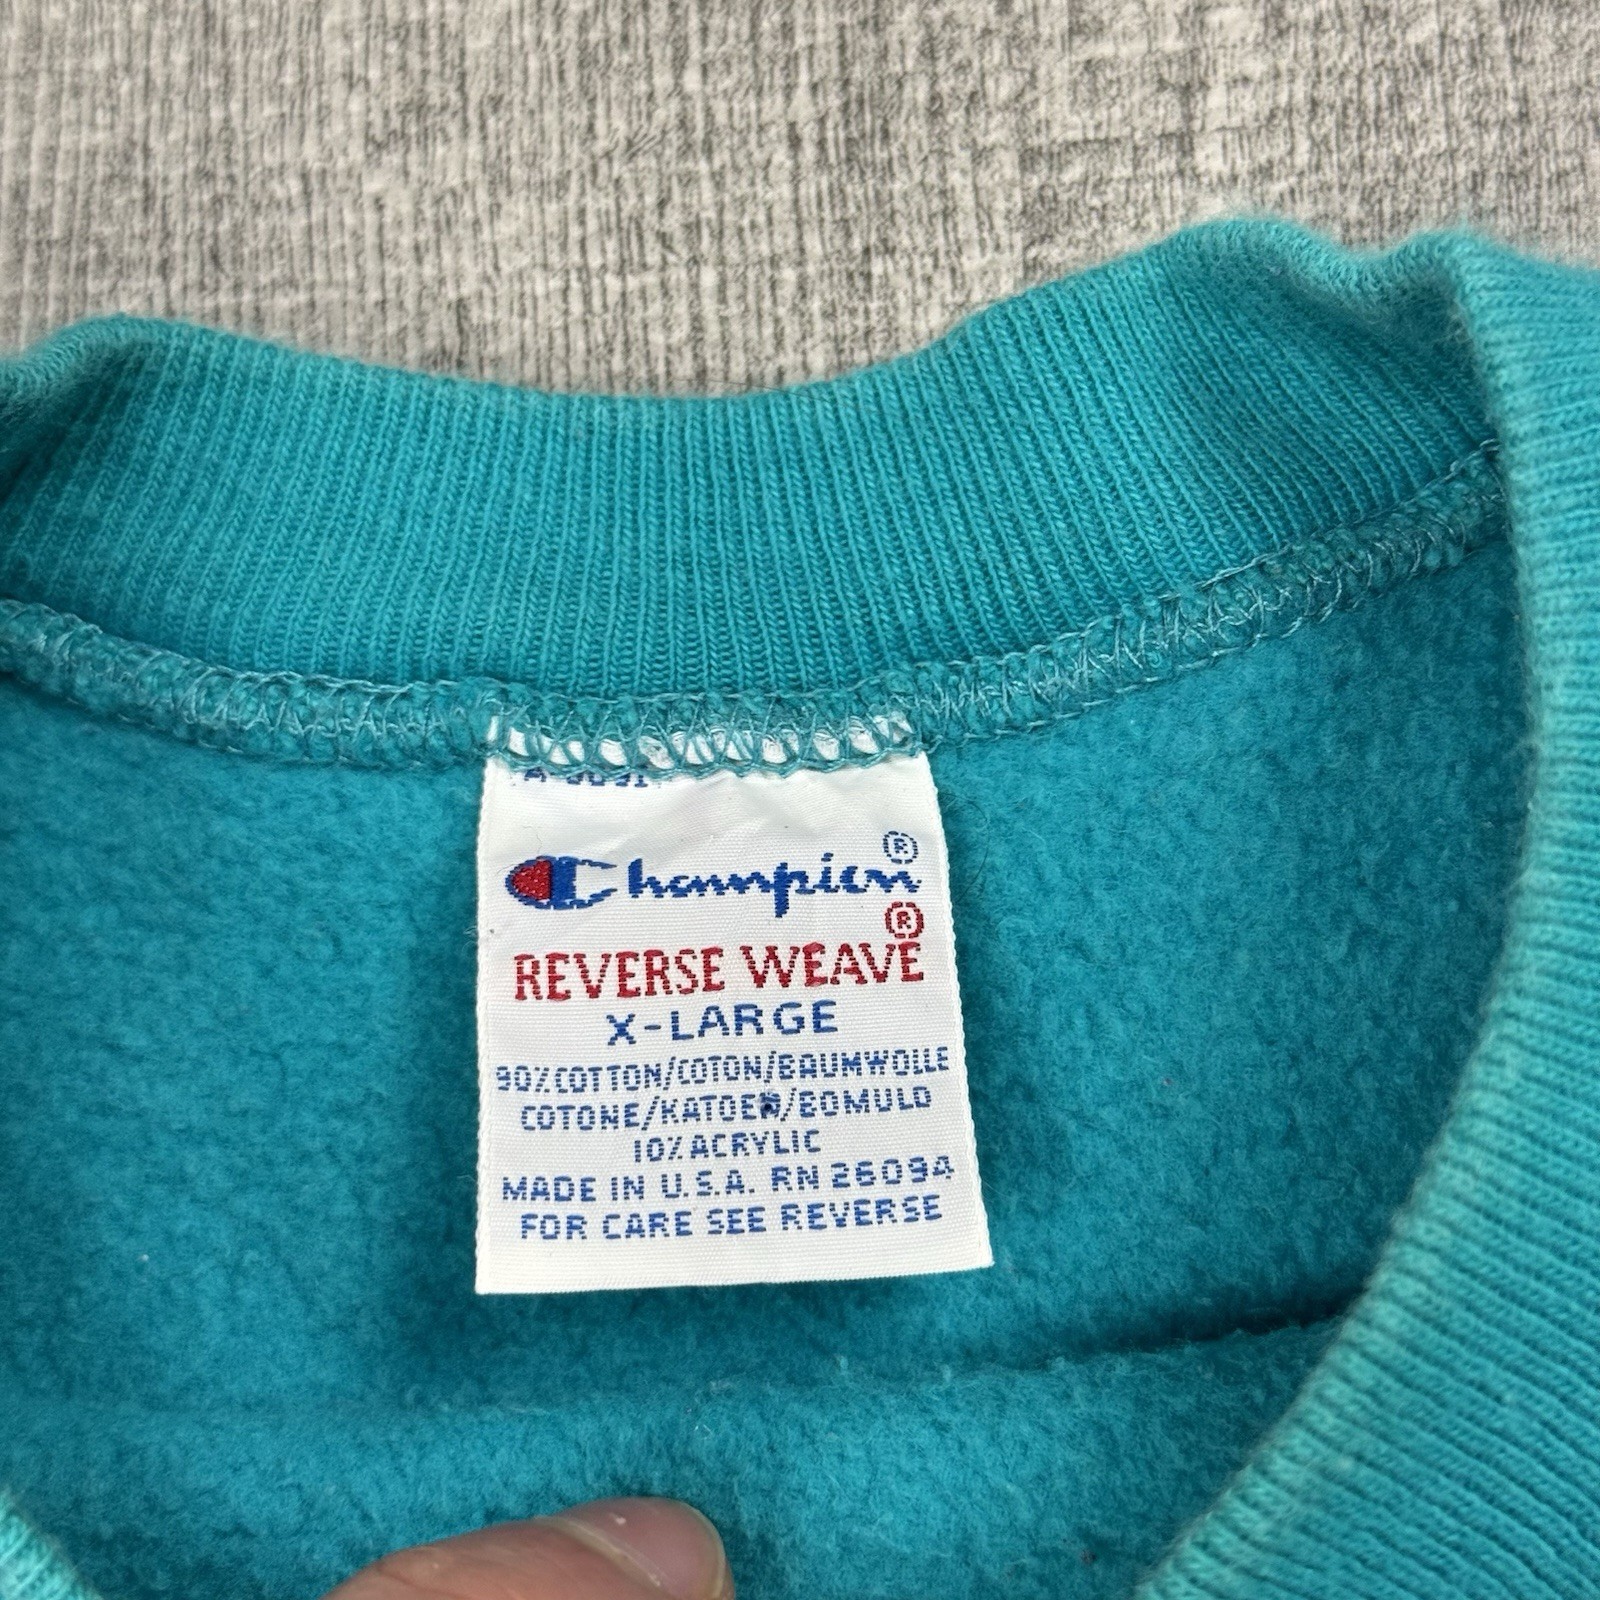 Champion®
REVERSE WEAVE®
X-LARGE
90% COTTON/COTON/BAUMWOLLE
COTONE/KATOEN/BOMULD
10% ACRYLIC
MADE IN U.S.A. RN 26094
FOR CARE SEE REVERSE